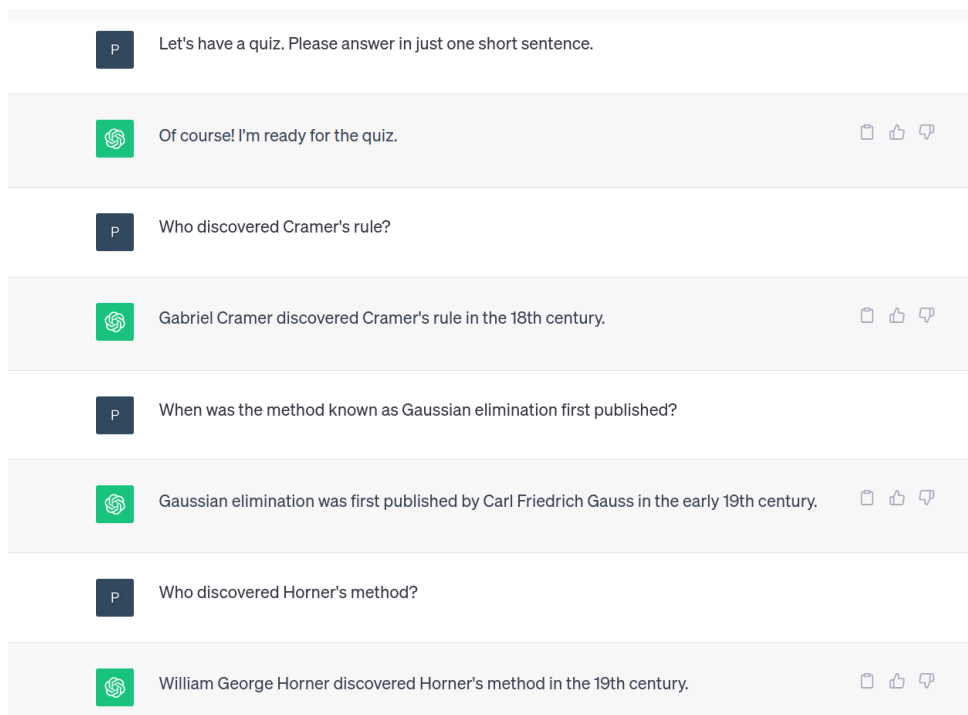 P
Let's have a quiz. Please answer in just one short sentence.
Of course! I'm ready for the quiz.
P
Who discovered Cramer's rule?
Gabriel Cramer discovered Cramer's rule in the 18th century.
P
When was the method known as Gaussian elimination first published?
Gaussian elimination was first published by Carl Friedrich Gauss in the early 19th century.
P
Who discovered Horner's method?
William George Horner discovered Horner's method in the 19th century.